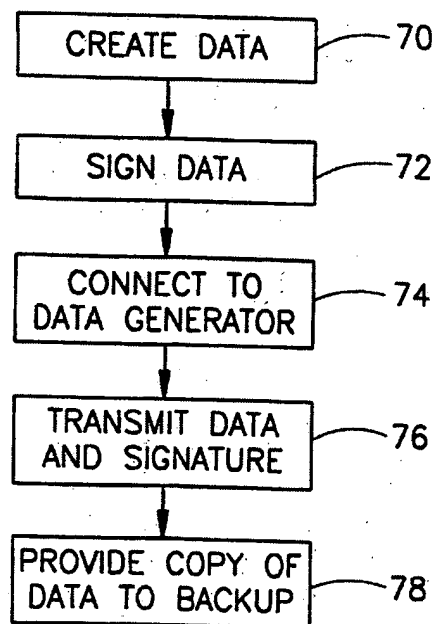 CREATE DATA
70
SIGN DATA
72
CONNECT TO
DATA GENERATOR
74
TRANSMIT DATA
AND SIGNATURE
76
PROVIDE COPY OF
DATA TO BACKUP
78